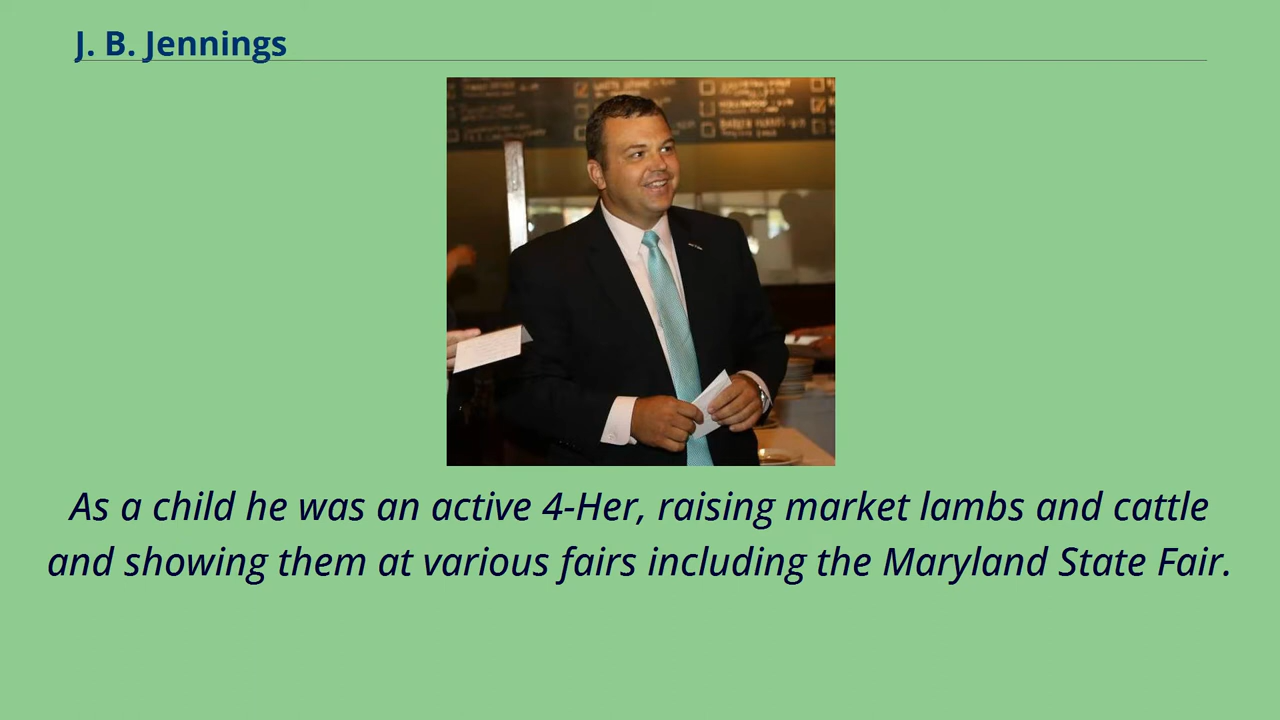 J. B. Jennings
As a child he was an active 4-Her, raising market lambs and cattle
and showing them at various fairs including the Maryland State Fair.